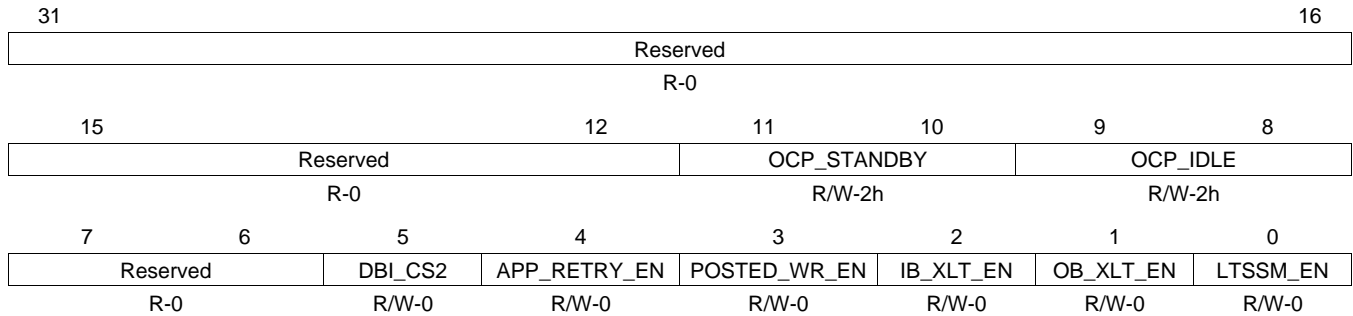 31 16
Reserved
R-0
15 12 11 10 9 8
Reserved OCP_STANDBY OCP_IDLE
R-0 R/W-2h R/W-2h
7 6 5 4 3 2 1 0
Reserved DBI_CS2 APP_RETRY_EN POSTED_WR_EN IB_XLT_EN OB_XLT_EN LTSSM_EN
R-0 R/W-0 R/W-0 R/W-0 R/W-0 R/W-0 R/W-0